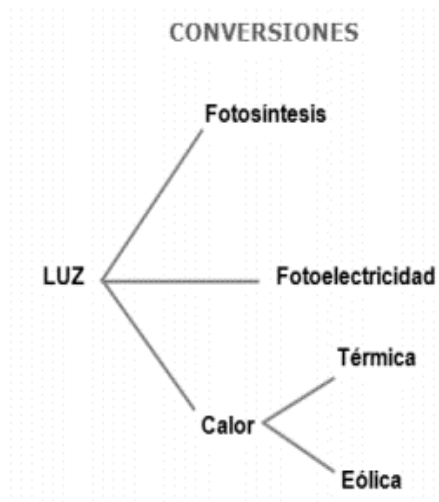 CONVERSIONES
Fotosíntesis
LUZ
Fotoelectricidad
Térmica
Calor
Eólica